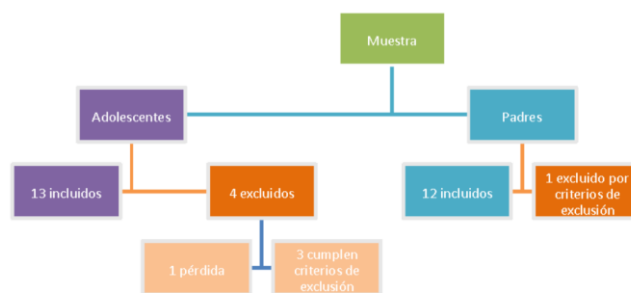 Muestra
Adolescentes
Padres
13 incluidos
4 excluidos
12 incluidos
1 excluido por
criterios de
exclusión
1 pérdida
3 cumplen
criterios de
exclusión